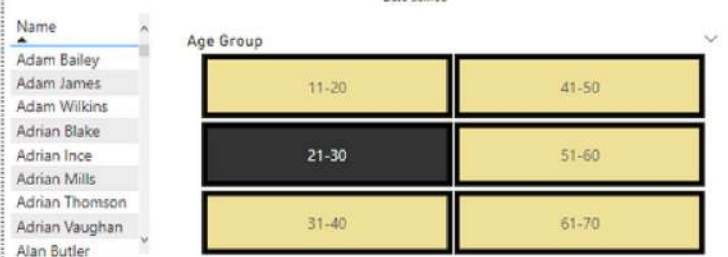 Name
Adam Bailey
Adam James
Adam Wilkins
Adrian Blake
Adrian Ince
Adrian Mills
Adrian Thomson
Adrian Vaughan
Alan Butler
Age Group
11-20
41-50
21-30
51-60
31-40
61-70